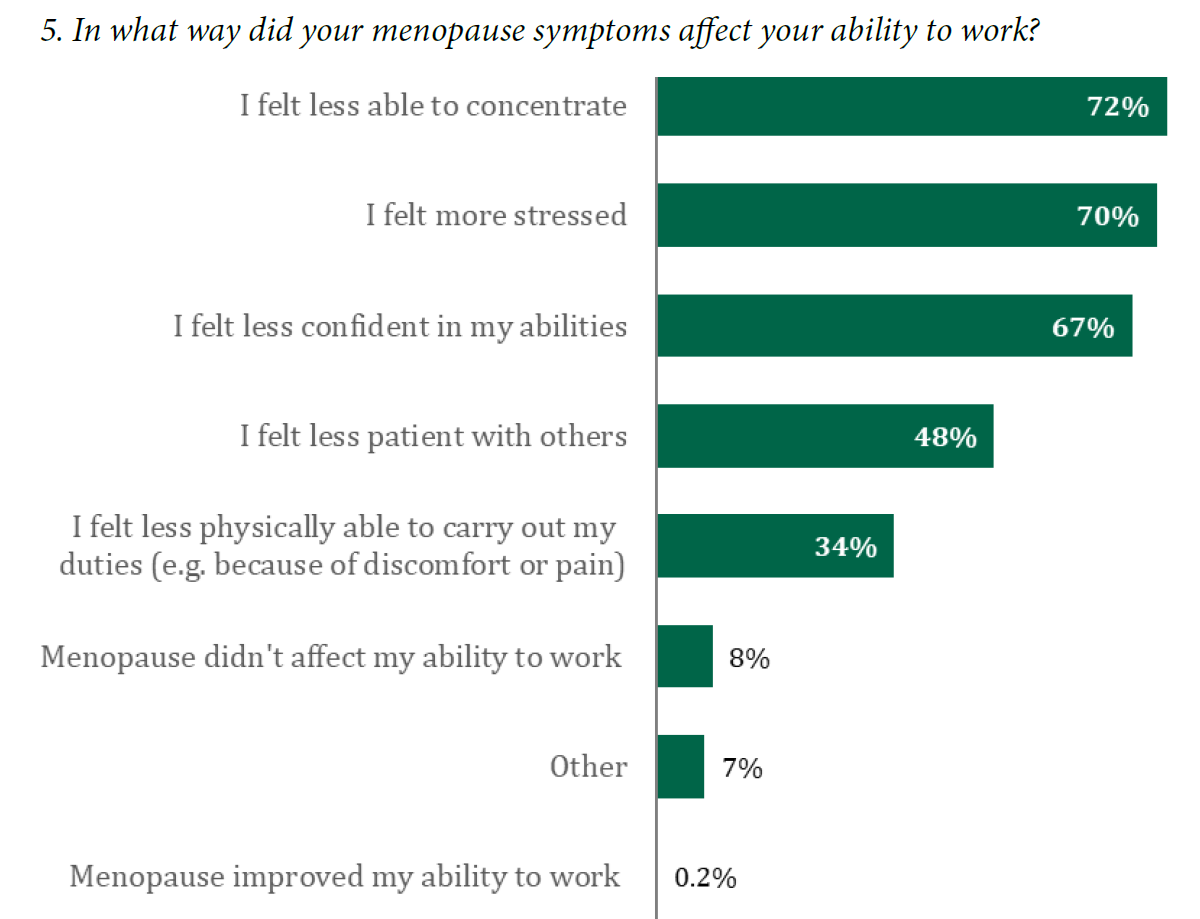 5. In what way did your menopause symptoms affect your ability to work?
I felt less able to concentrate
72%
I felt more stressed
70%
I felt less confident in my abilities
67%
I felt less patient with others
48%
I felt less physically able to carry out my
duties (e.g. because of discomfort or pain)
34%
Menopause didn't affect my ability to work
8%
Other
7%
Menopause improved my ability to work
0.2%